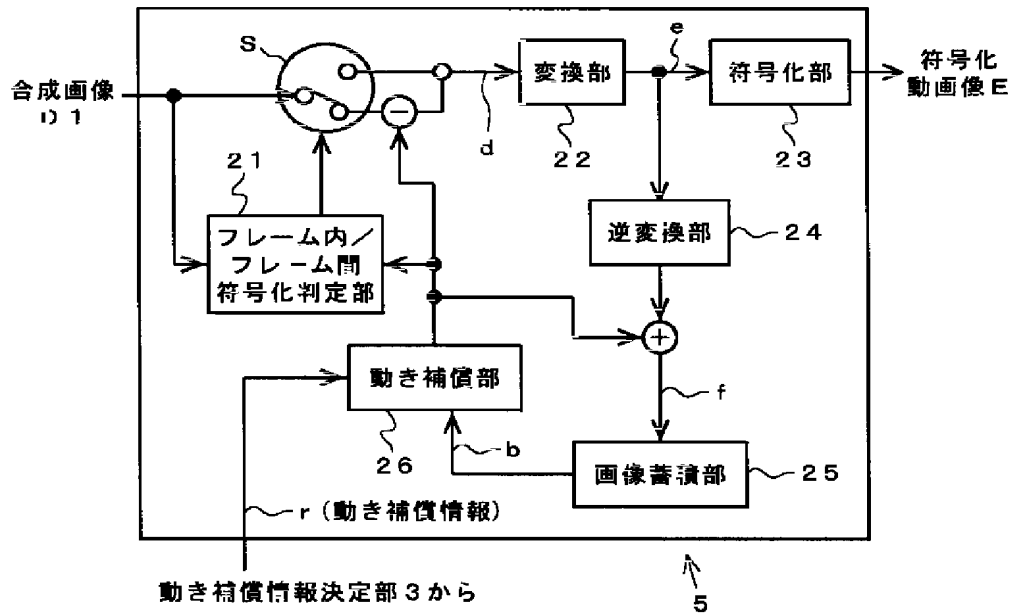 S
e
変換部
符号化部
符号化
動画像E
合成画像
D1
d
22
23
21
フレーム内／
フレーム間
符号化判定部
逆変換部
24
動き補償部
f
26
b
画像蓄積部
25
r（動き補償情報）
動き補償情報決定部3から
5